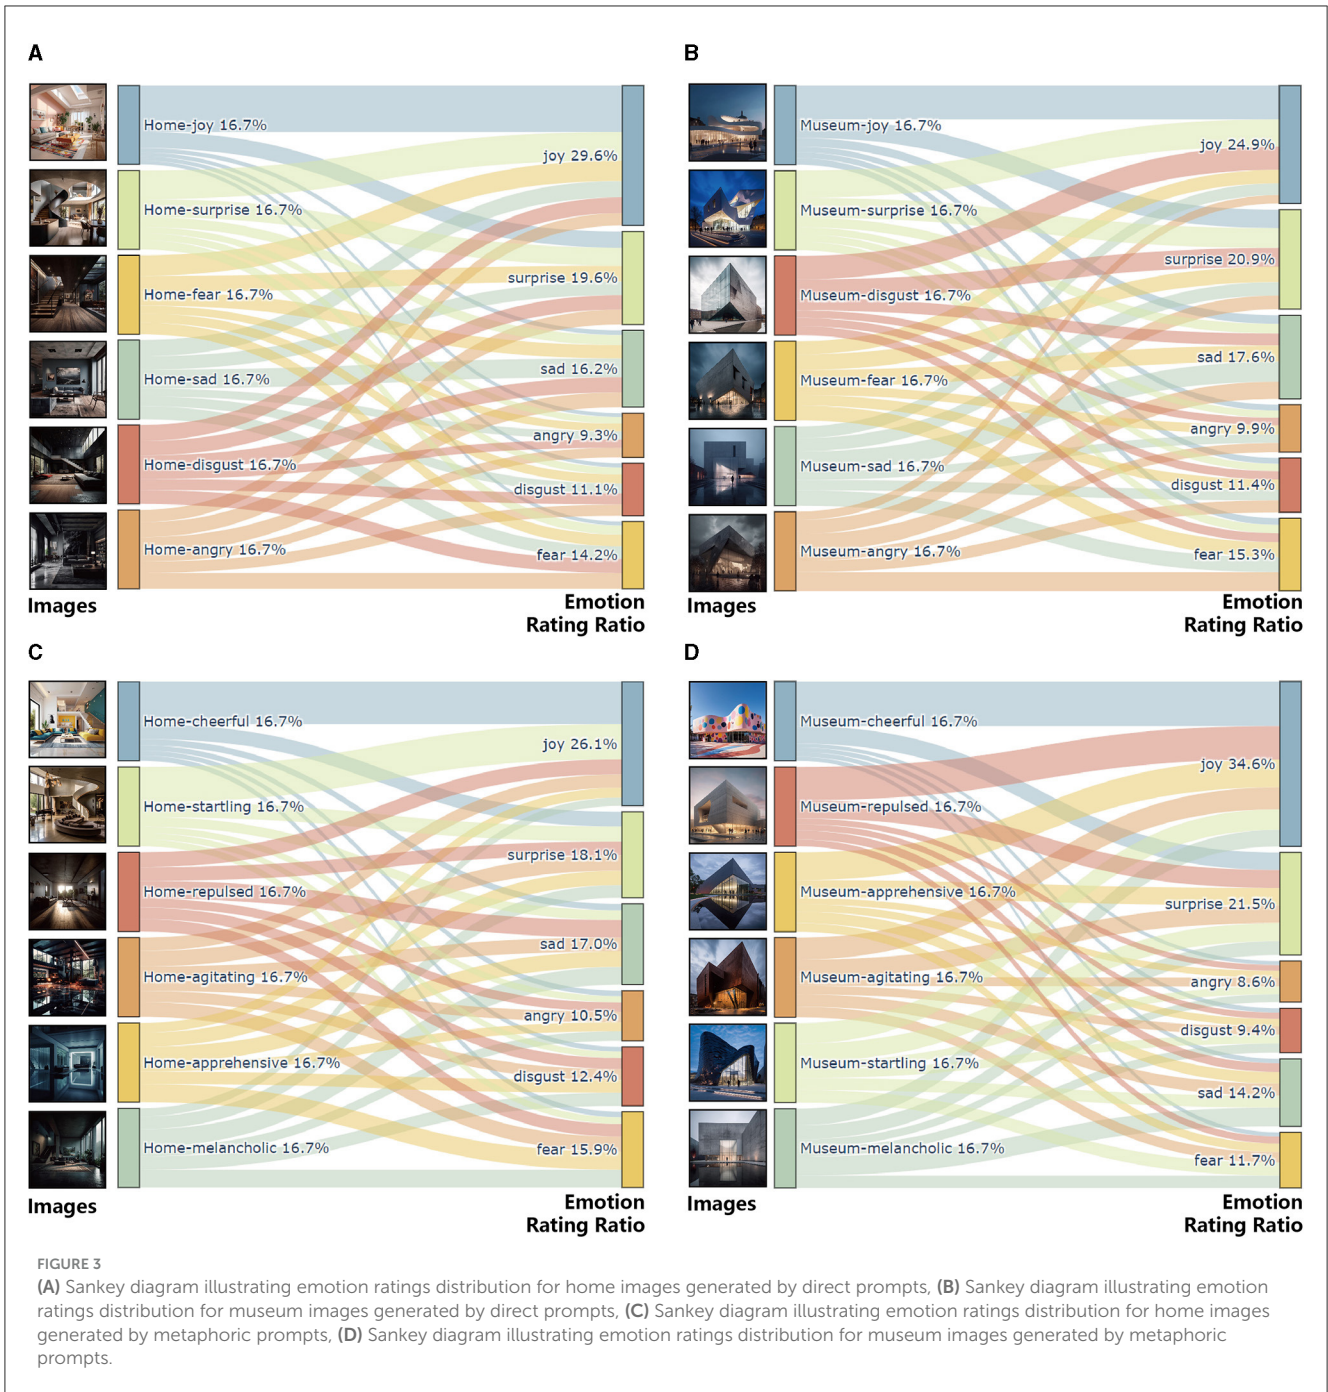 A
Home-joy 16.7%
Home-surprise 16.7%
Home-fear 16.7%
Home-sad 16.7%
Home-disgust 16.7%
Home-angry 16.7%
joy 29.6%
surprise 19.6%
sad 16.2%
angry 9.3%
disgust 11.1%
fear 14.2%
Images
Emotion
Rating Ratio
B
Museum-joy 16.7%
Museum-surprise 16.7%
Museum-disgust 16.7%
Museum-fear 16.7%
Museum-sad 16.7%
Museum-angry 16.7%
joy 24.9%
surprise 20.9%
sad 17.6%
angry 9.9%
disgust 11.4%
fear 15.3%
Images
Emotion
Rating Ratio
C
Home-cheerful 16.7%
Home-startling 16.7%
Home-repulsed 16.7%
Home-agitating 16.7%
Home-apprehensive 16.7%
Home-melancholic 16.7%
joy 26.1%
surprise 18.1%
sad 17.0%
angry 10.5%
disgust 12.4%
fear 15.9%
Images
Emotion
Rating Ratio
D
Museum-cheerful 16.7%
Museum-repulsed 16.7%
Museum-apprehensive 16.7%
Museum-agitating 16.7%
Museum-startling 16.7%
Museum-melancholic 16.7%
joy 34.6%
surprise 21.5%
angry 8.6%
disgust 9.4%
sad 14.2%
fear 11.7%
Images
Emotion
Rating Ratio
FIGURE 3
(A) Sankey diagram illustrating emotion ratings distribution for home images generated by direct prompts, (B) Sankey diagram illustrating emotion
ratings distribution for museum images generated by direct prompts, (C) Sankey diagram illustrating emotion ratings distribution for home images
generated by metaphoric prompts, (D) Sankey diagram illustrating emotion ratings distribution for museum images generated by metaphoric
prompts.